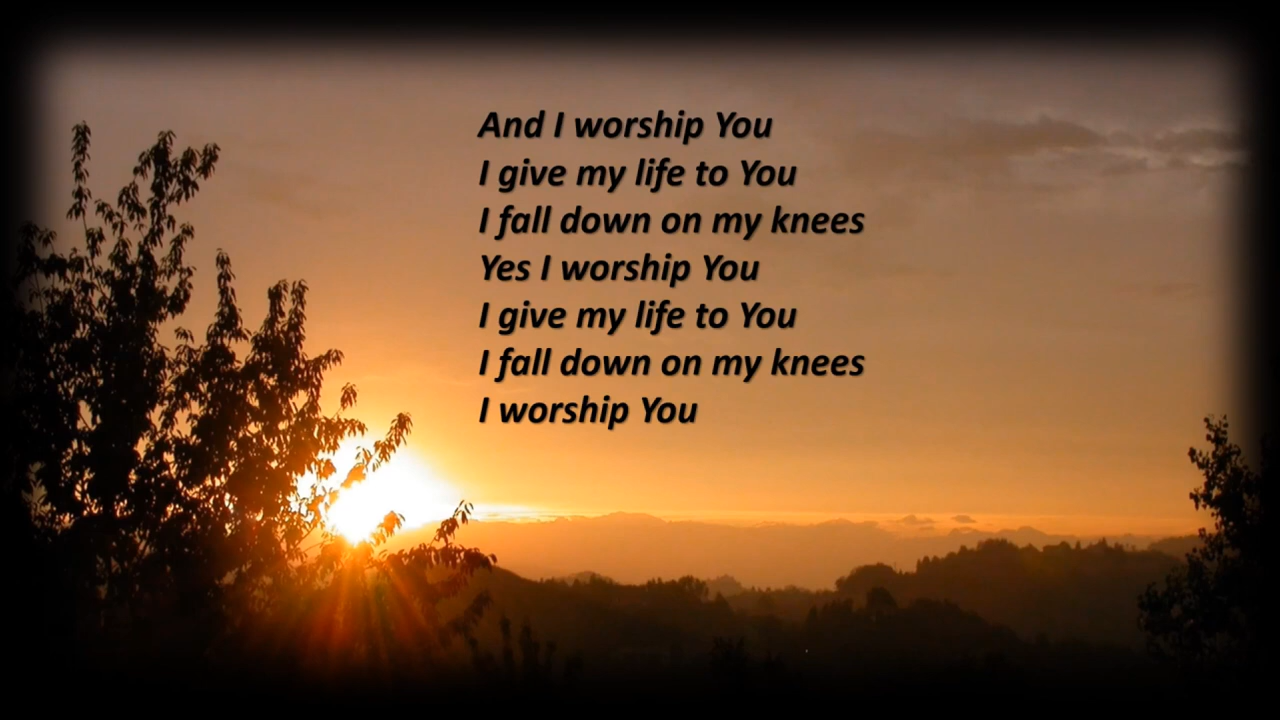 And I worship You
I give my life to You
I fall down on my knees
Yes I worship You
I give my life to You
I fall down on my knees
I worship You